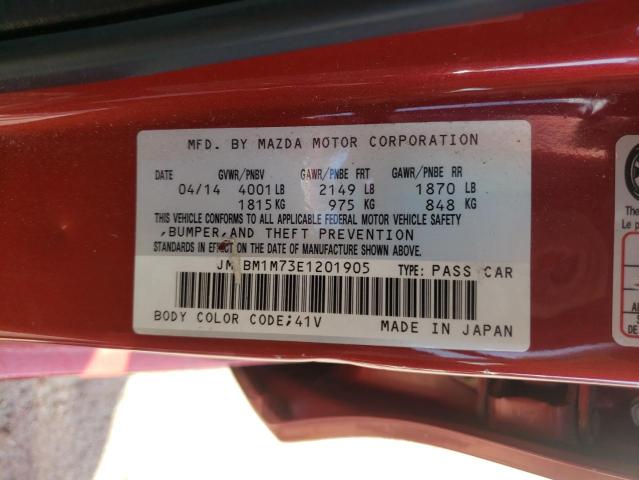 MFD. BY MAZDA MOTOR CORPORATION
DATE GVWR/PNBV GAWR/PNBE FRT GAWR/PNBE RR
04/14 4001 LB 2149 LB 1870 LB
1815 KG 975 KG 848 KG
THIS VEHICLE CONFORMS TO ALL APPLICABLE FEDERAL MOTOR VEHICLE SAFETY
,BUMPER,AND THEFT PREVENTION
STANDARDS IN EFFECT ON THE DATE OF MANUFACTURE SHOWN ABOVE.
JM BM1M73E1201905 TYPE: PASS CAR
BODY COLOR CODE;41V MADE IN JAPAN
The
Le p